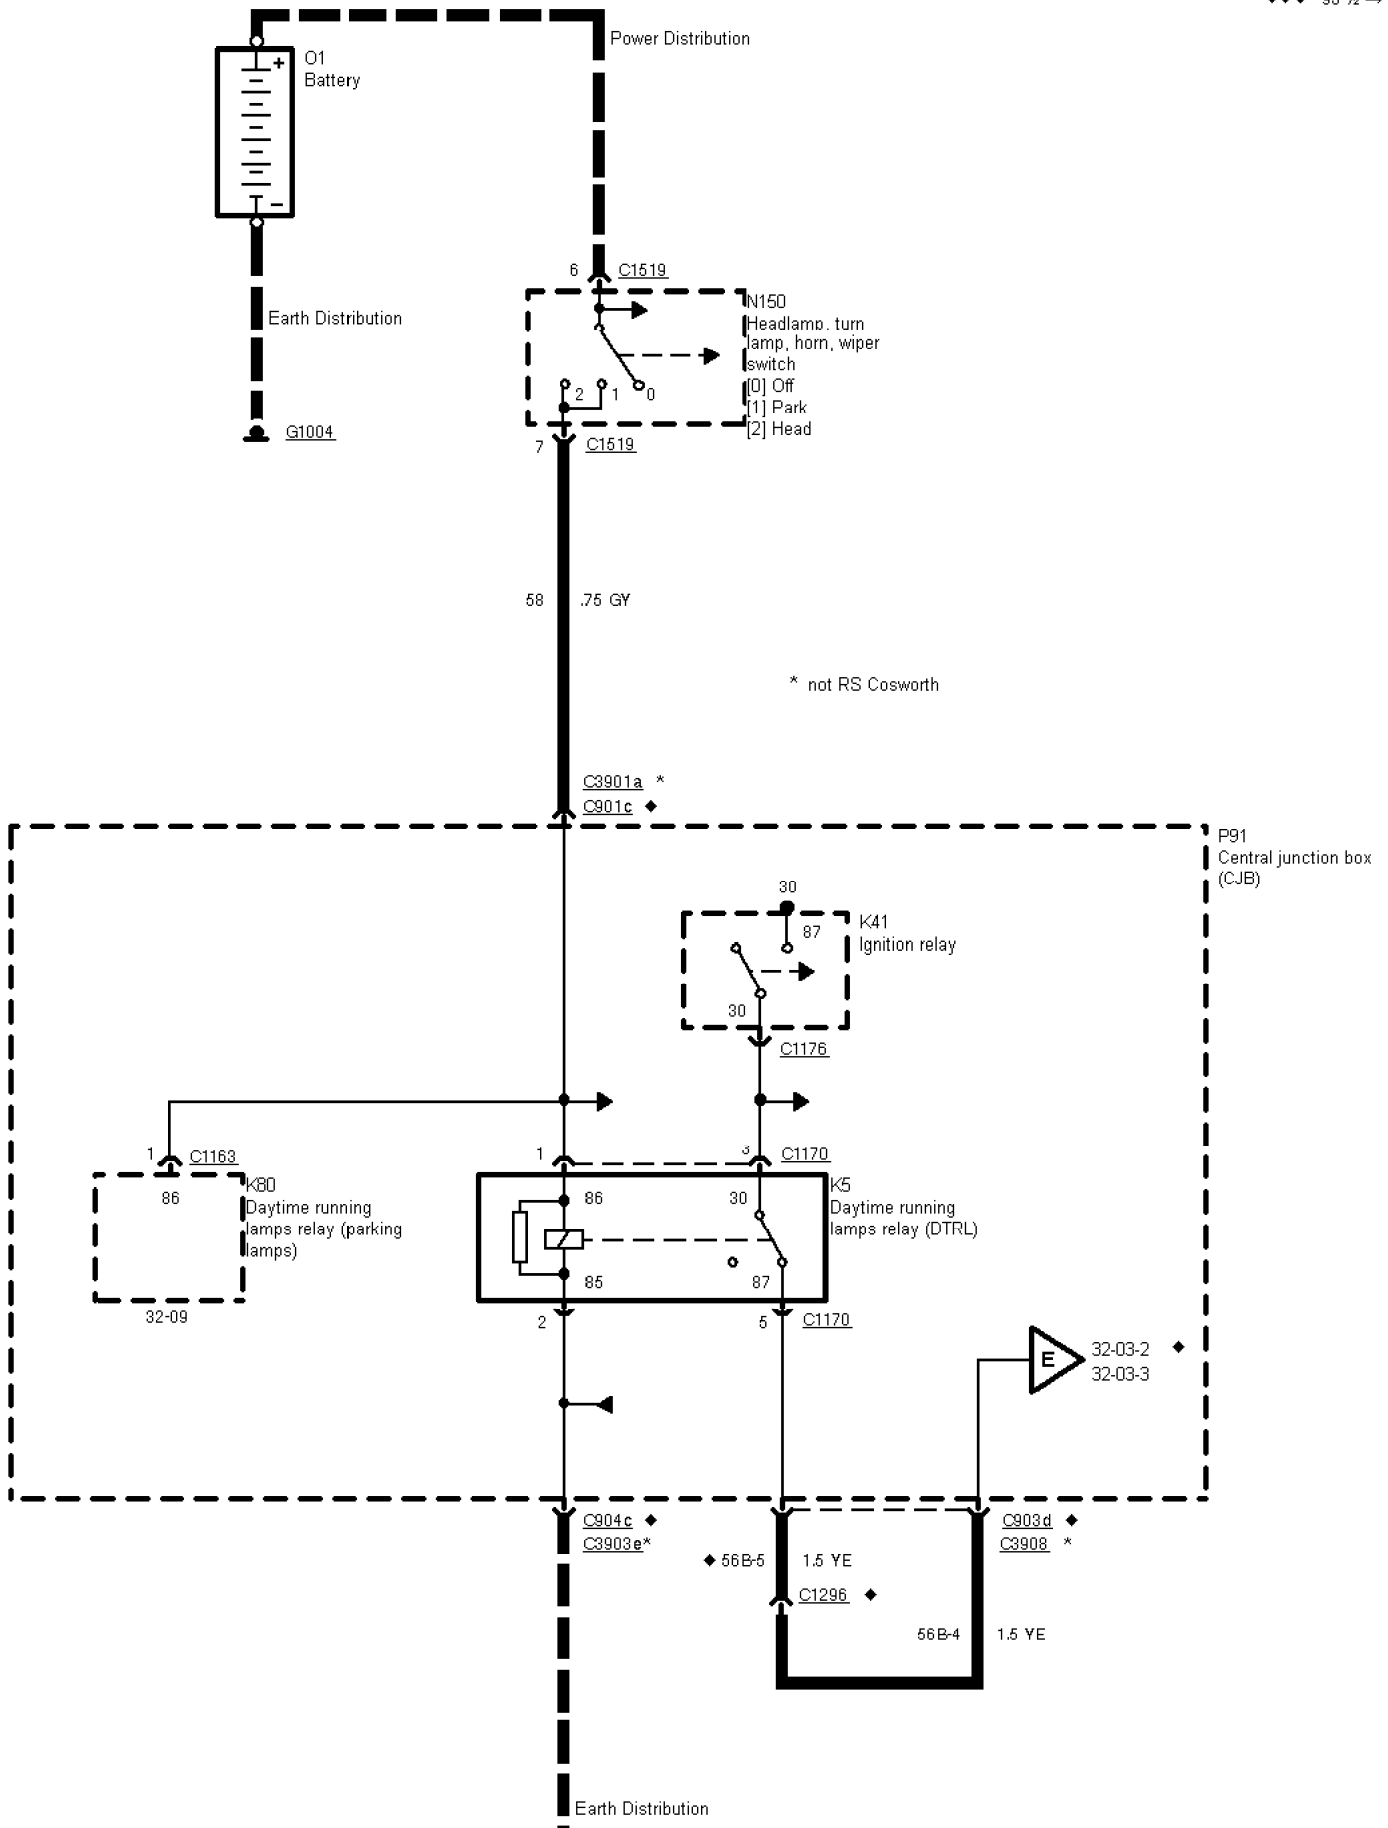 Power Distribution
O1
Battery
+
–
Earth Distribution
G1004
6 C1519
N150
Headlamp, turn
lamp, horn, wiper
switch
[0] Off
[1] Park
[2] Head
2 1 0
7 C1519
58 .75 GY
* not RS Cosworth
C3901a *
C901c ◆
P91
Central junction box
(CJB)
30
87
K41
Ignition relay
30
C1176
1 C1163
1 3 C1170
86
K80
Daytime running
lamps relay (parking
lamps)
32-09
86 30
K5
Daytime running
lamps relay (DTRL)
85 87
2 5 C1170
E
32-03-2 ◆
32-03-3
C904c ◆
C3903e*
C903d ◆
C3908 *
◆ 56B-5 1.5 YE
C1296 ◆
56B-4 1.5 YE
Earth Distribution